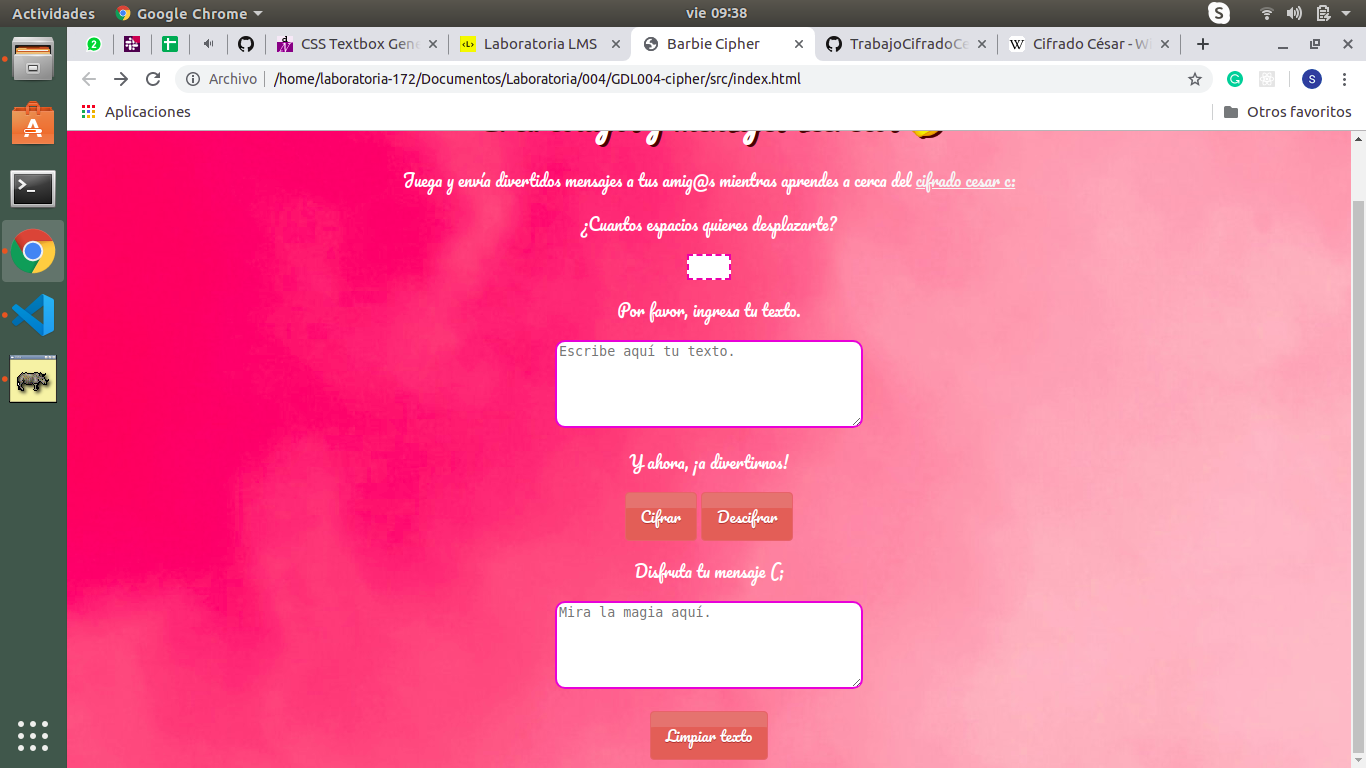 Actividades Google Chrome vie 09:38 S
2 CSS Textbox Gen Laboratoria LMS Barbie Cipher TrabajoCifradoCe Cifrado César - W
Archivo /home/laboratoria-172/Documentos/Laboratoria/004/GDL004-cipher/src/index.html S
Aplicaciones Otros favoritos
Juega y envía divertidos mensajes a tus amig@s mientras aprendes a cerca del cifrado cesar c:
¿Cuantos espacios quieres desplazarte?
Por favor, ingresa tu texto.
Escribe aquí tu texto.
Y ahora, ¡a divertirnos!
Cifrar Descifrar
Disfruta tu mensaje (;
Mira la magia aquí.
Limpiar texto